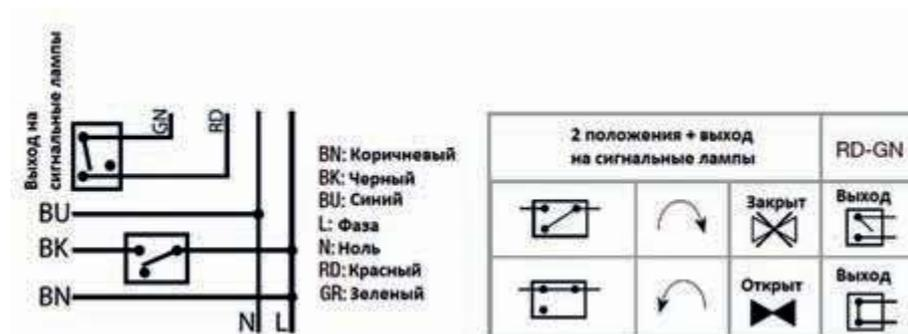 Выход на
сигнальные лампы
GN
RD
BU
BK
BN
N
L
BN: Коричневый
BK: Черный
BU: Синий
L: Фаза
N: Ноль
RD: Красный
GR: Зеленый
2 положения + выход
на сигнальные лампы
RD-GN
Закрыт
Выход
Открыт
Выход